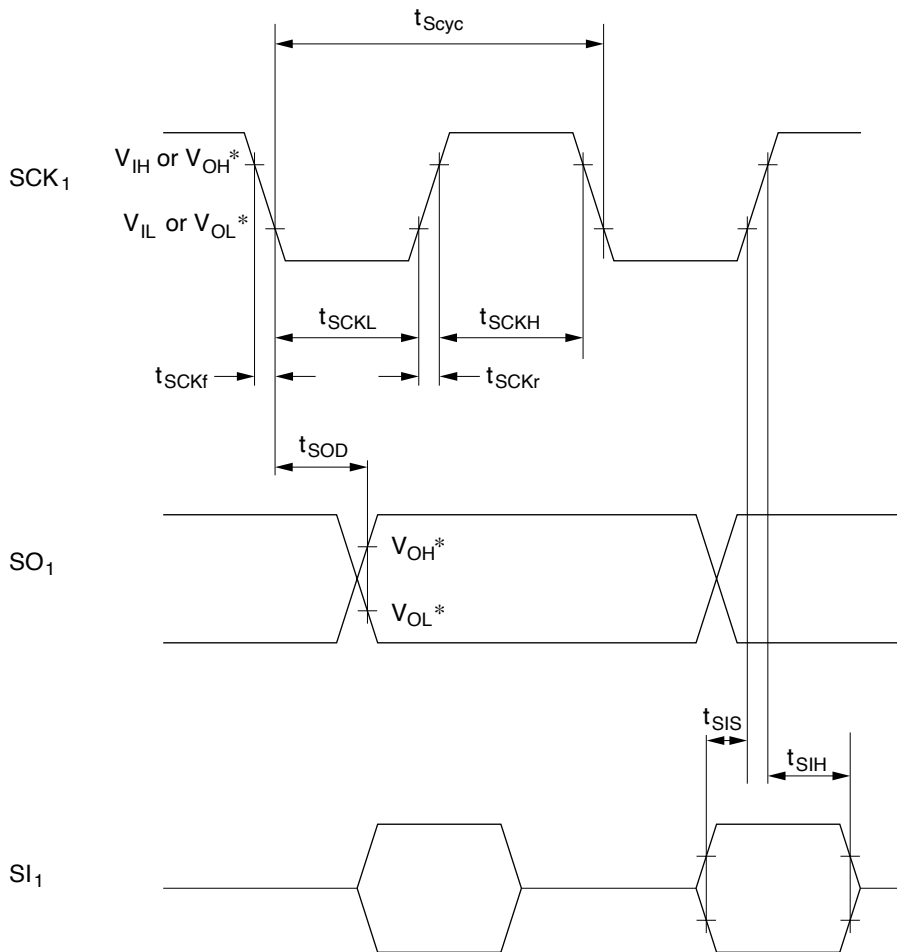 tScyc
SCK1
VIH or VOH*
VIL or VOL*
tSCKL
tSCKH
tSCKf
tSCKr
tSOD
SO1
VOH*
VOL*
tSIS
tSIH
SI1